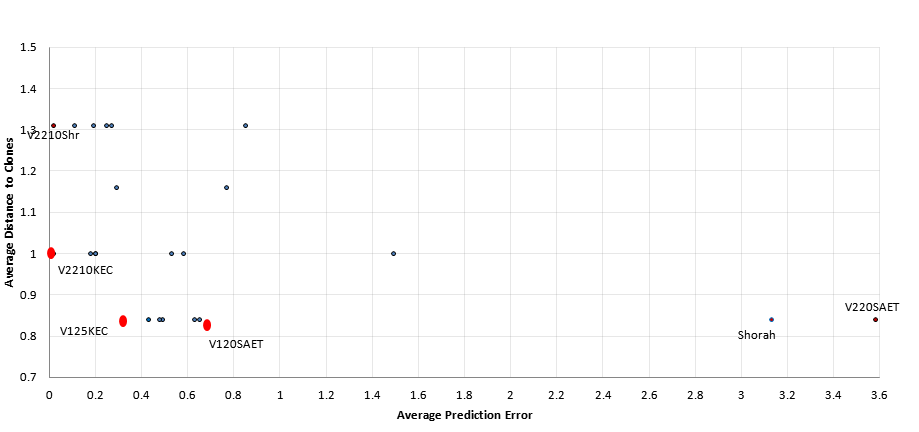 1.5
1.4
1.3
V2210Shr
1.2
1.1
1
V2210KEC
0.9
V220SAET
V125KEC
Shorah
0.8
V120SAET
0.7
Average Distance to Clones
0 0.2 0.4 0.6 0.8 1 1.2 1.4 1.6 1.8 2 2.2 2.4 2.6 2.8 3 3.2 3.4 3.6
Average Prediction Error